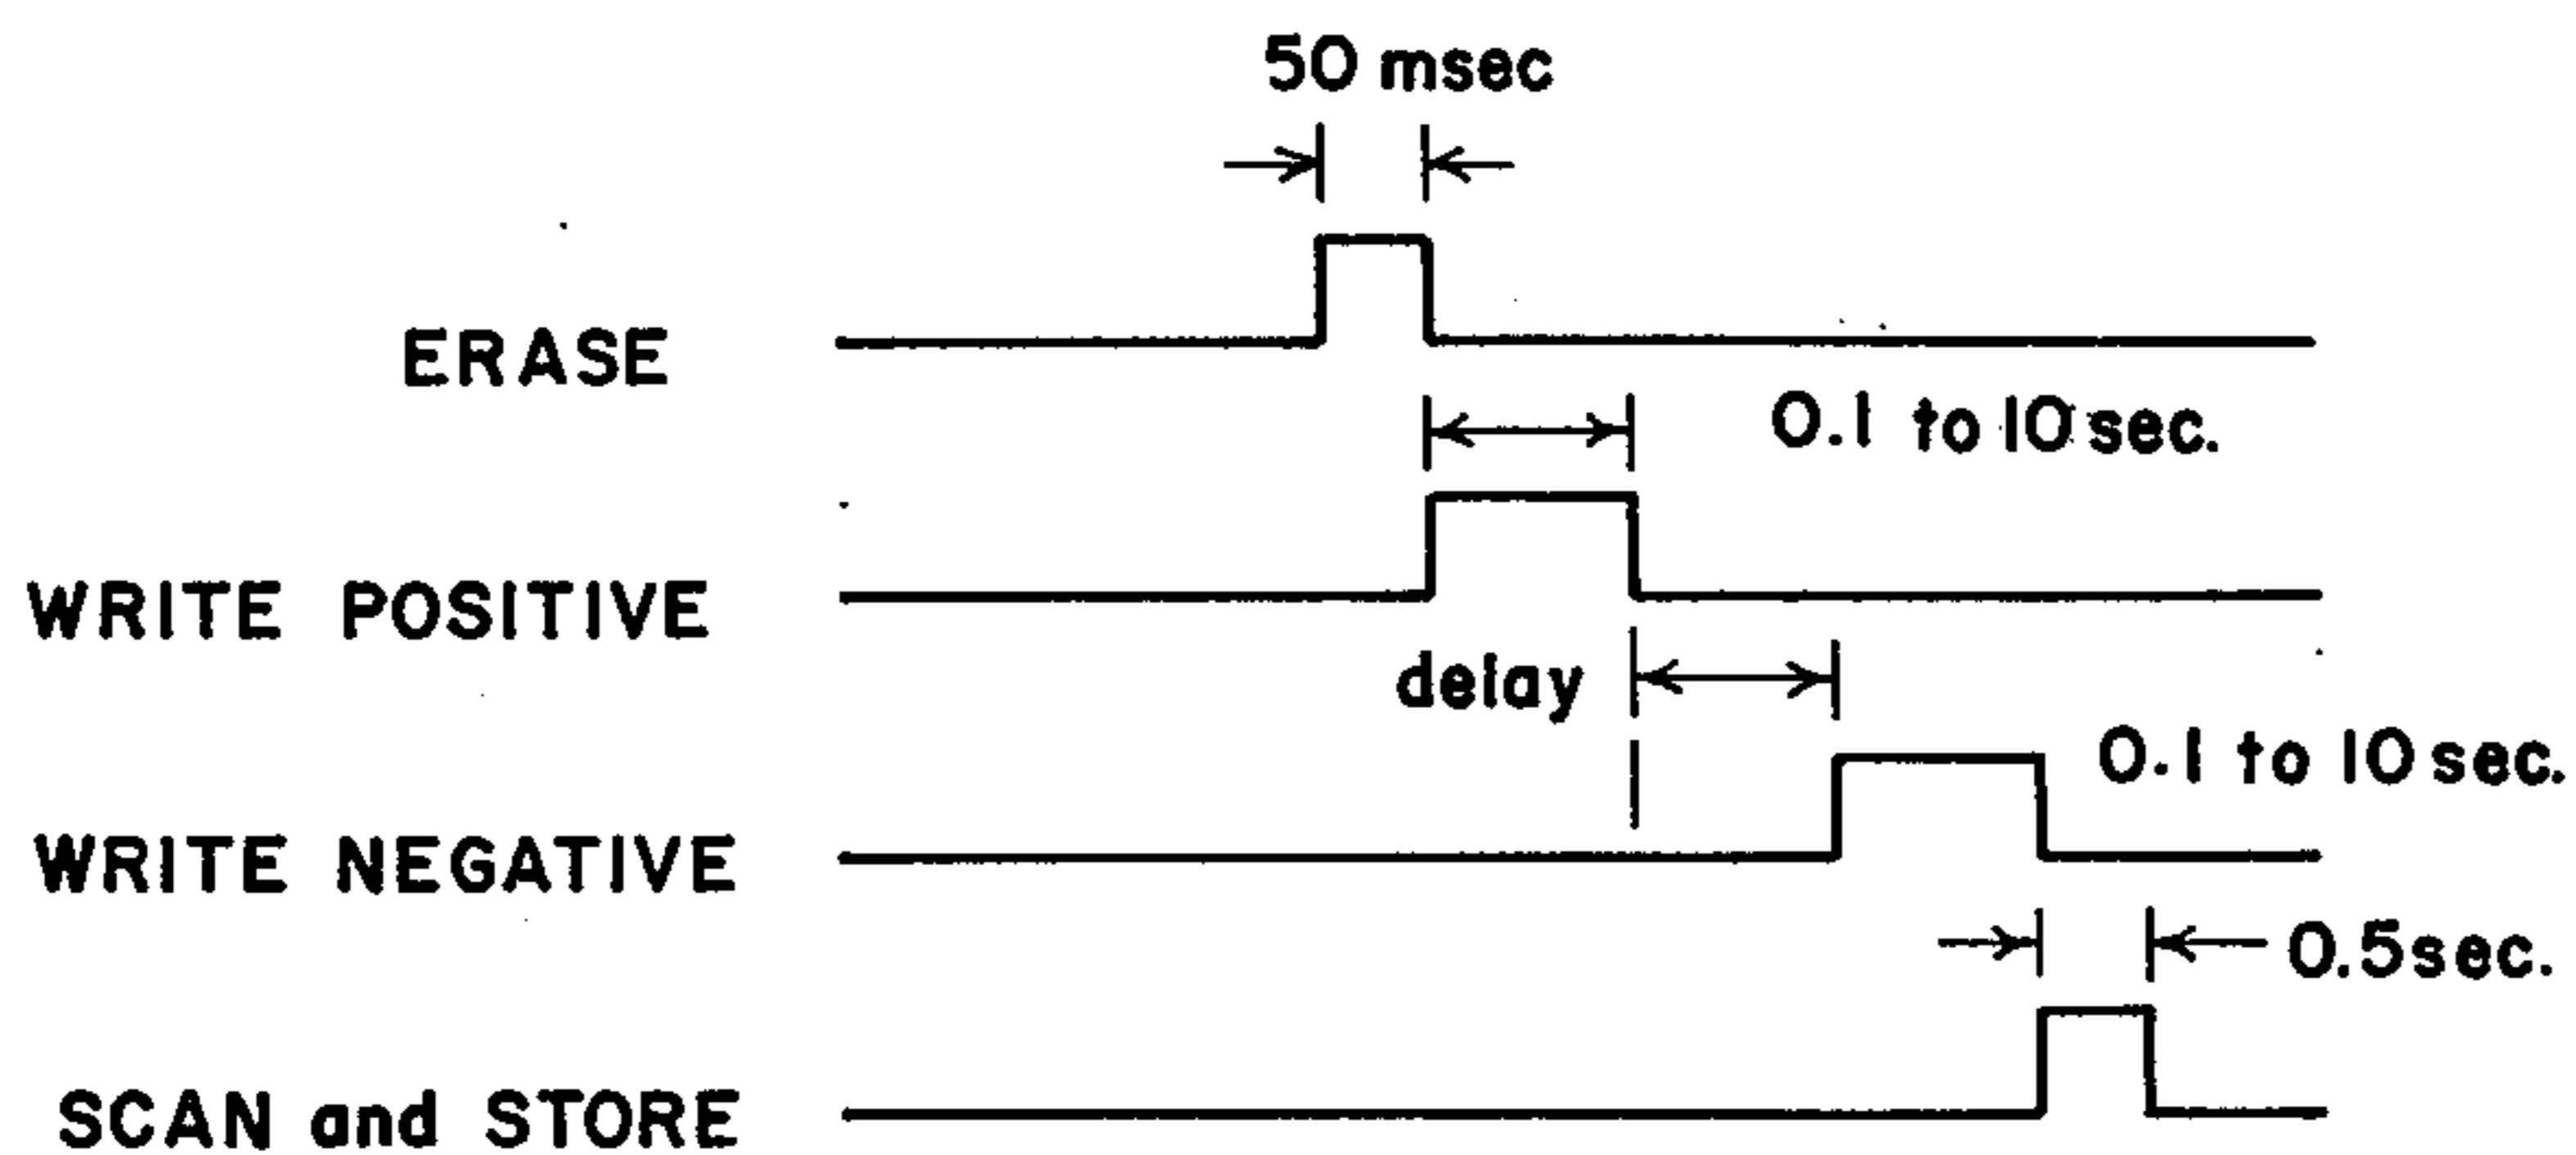 50 msec
ERASE
0.1 to 10 sec.
WRITE POSITIVE
delay
0.1 to 10 sec.
WRITE NEGATIVE
0.5 sec.
SCAN and STORE